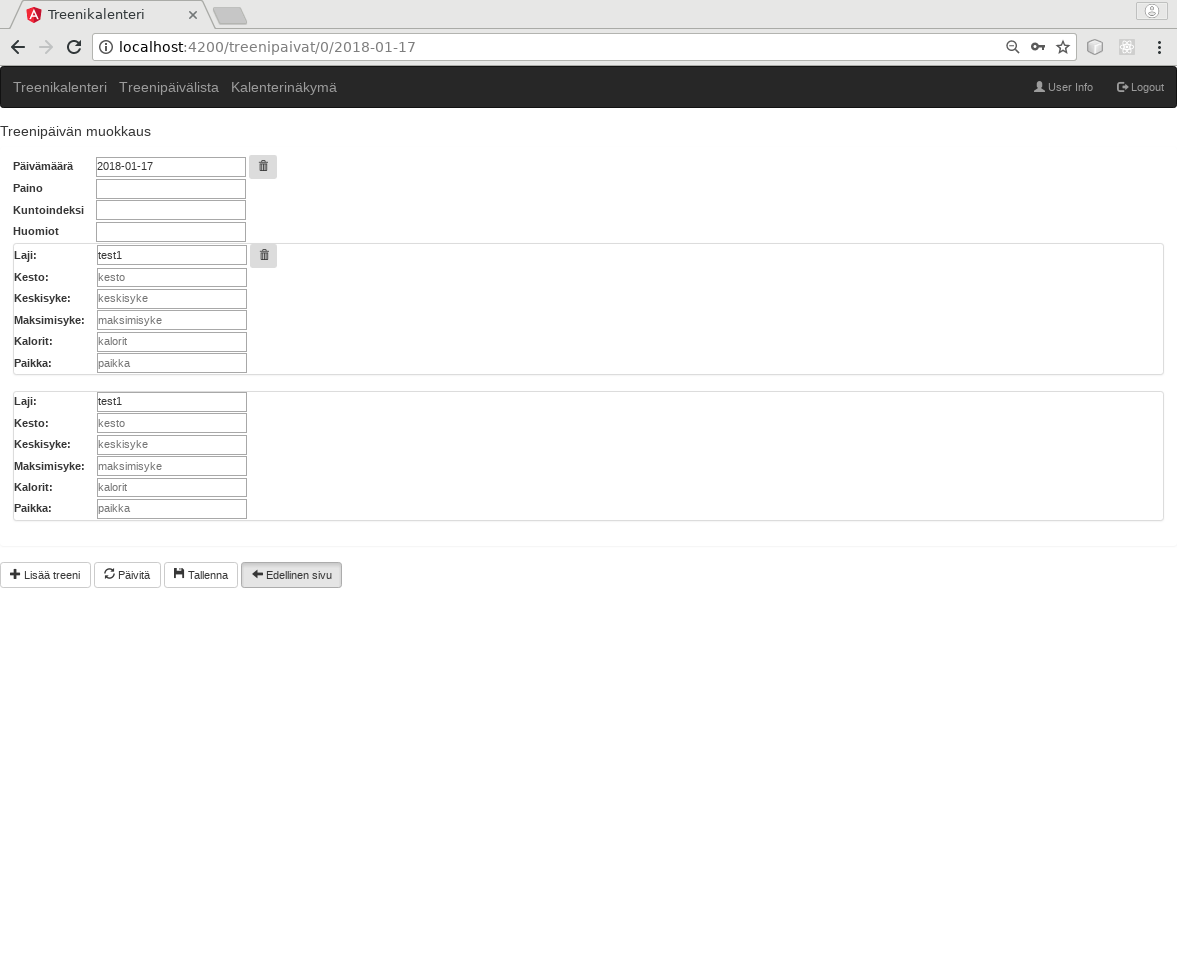 Treenikalenteri
localhost:4200/treenipaivat/0/2018-01-17
Treenikalenteri Treenipäivälista Kalenterinäkymä User Info Logout
Treenipäivän muokkaus
Päivämäärä 2018-01-17
Paino
Kuntoindeksi
Huomiot
Laji: test1
Kesto: kesto
Keskisyke: keskisyke
Maksimisyke: maksimisyke
Kalorit: kalorit
Paikka: paikka
Laji: test1
Kesto: kesto
Keskisyke: keskisyke
Maksimisyke: maksimisyke
Kalorit: kalorit
Paikka: paikka
Lisää treeni Päivitä Tallenna Edellinen sivu